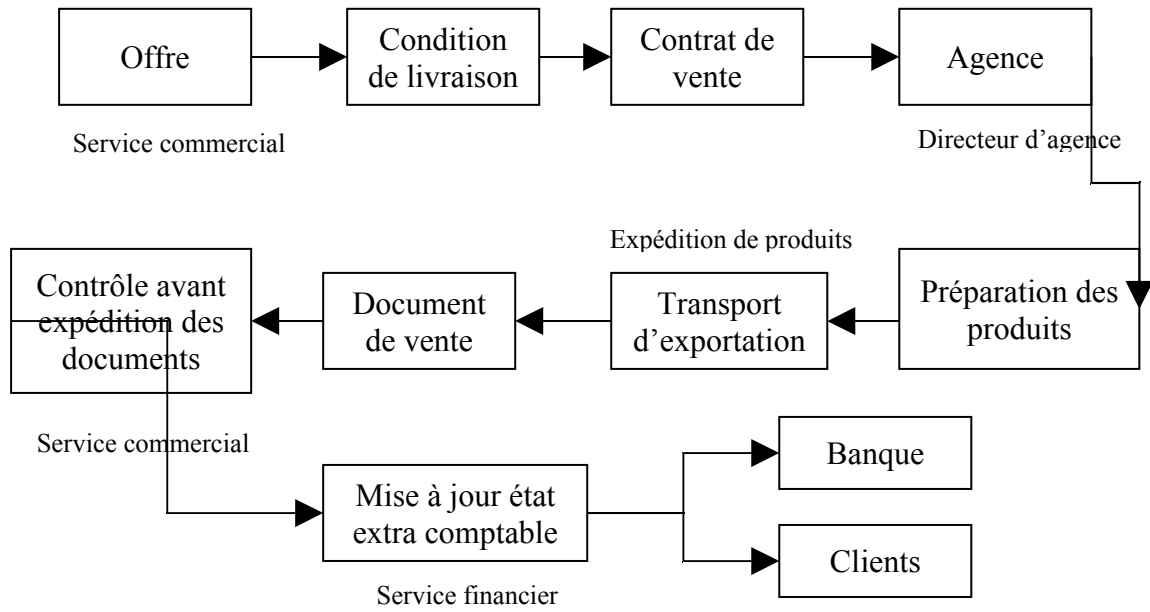 Offre
Condition
de livraison
Contrat de
vente
Agence
Service commercial
Directeur d’agence
Expédition de produits
Contrôle avant
expédition des
documents
Document
de vente
Transport
d’exportation
Préparation des
produits
Service commercial
Mise à jour état
extra comptable
Banque
Clients
Service financier